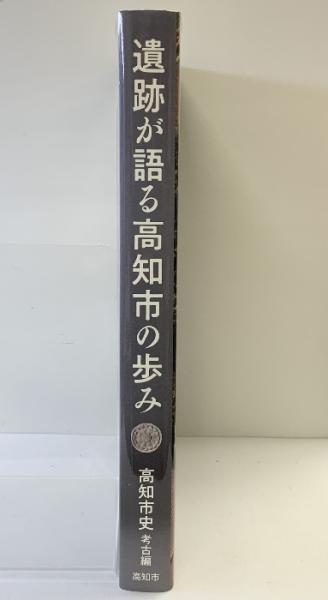 遺跡が語る高知市の歩み
高知市史 考古編
高知市